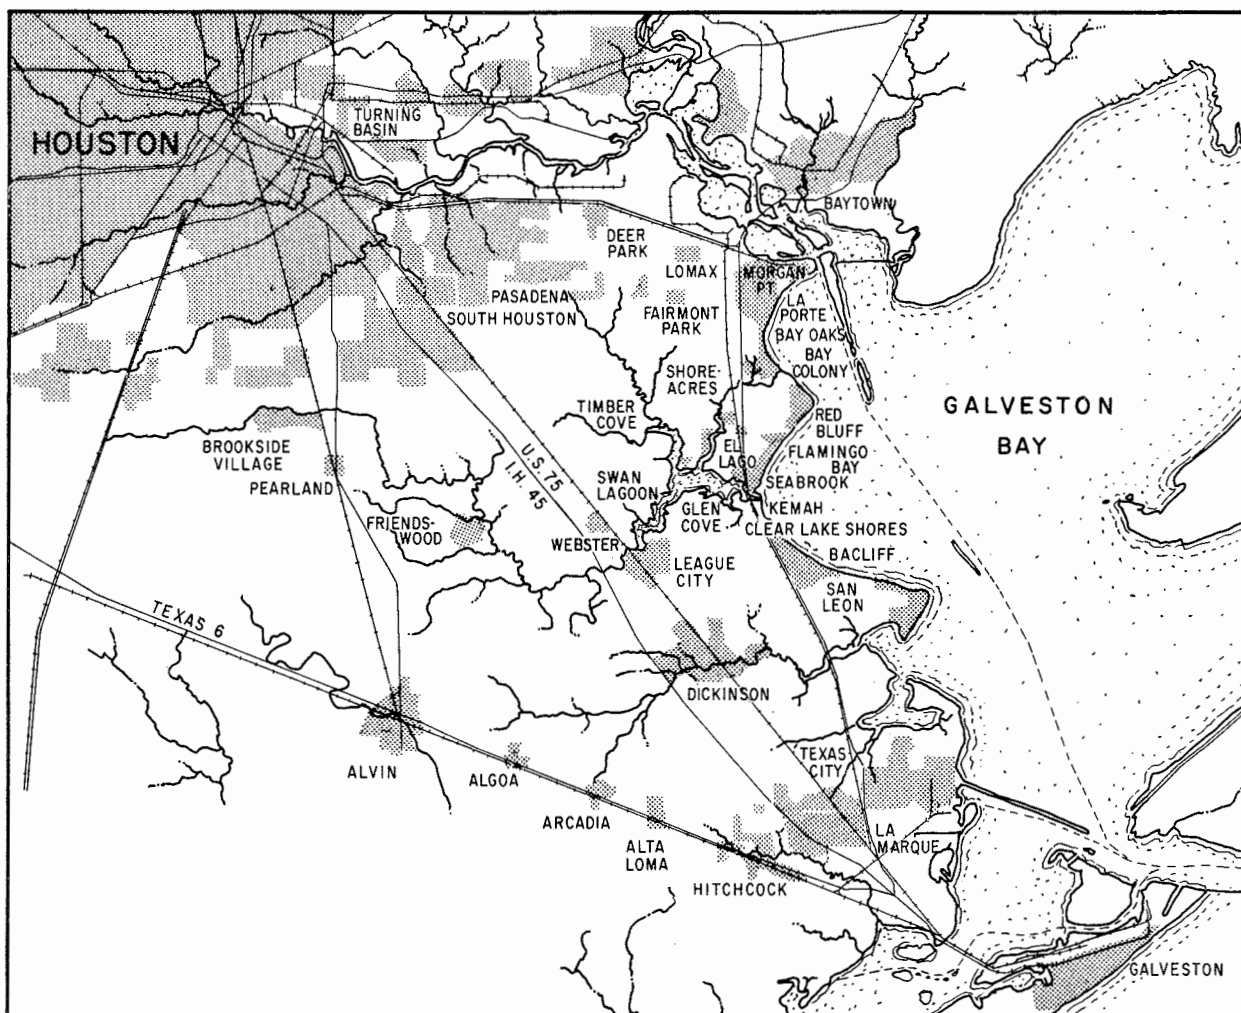 TURNING
BASIN
HOUSTON
BAYTOWN
DEER
PARK
LOMAX
MORGAN
PT.
PASADENA
SOUTH HOUSTON
FAIRMONT
PARK
LA
PORTE
BAY OAKS
BAY
COLONY
SHORE-
ACRES
GALVESTON
BAY
TIMBER
COVE
RED
BLUFF
BROOKSIDE
VILLAGE
PEARLAND
U.S. 75
I.H. 45
EL
LAGO
FLAMINGO
BAY
SEABROOK
SWAN
LAGOON
GLEN
COVE
KEMAH
CLEAR LAKE SHORES
FRIENDS-
WOOD
WEBSTER
BACLIFF
LEAGUE
CITY
SAN
LEON
TEXAS 6
DICKINSON
TEXAS
CITY
ALVIN
ALGOA
ARCADIA
ALTA
LOMA
LA
MARQUE
HITCHCOCK
GALVESTON